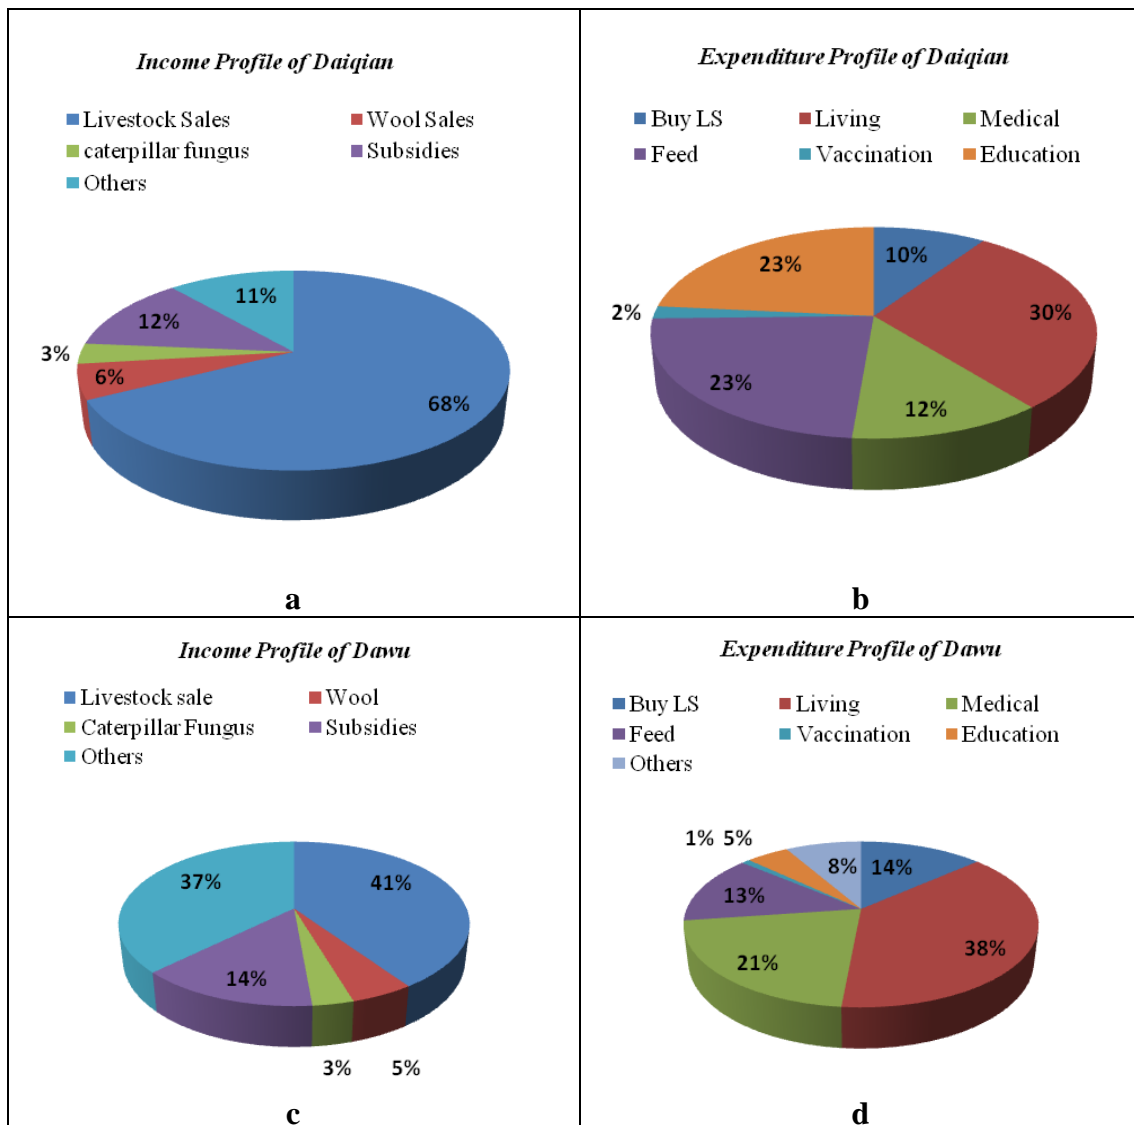 Income Profile of Daiqian
Livestock Sales Wool Sales
caterpillar fungus Subsidies
Others
11%
12%
3%
6%
68%
a
Expenditure Profile of Daiqian
Buy LS Living Medical
Feed Vaccination Education
10%
23%
2%
30%
23%
12%
b
Income Profile of Dawu
Livestock sale Wool
Caterpillar Fungus Subsidies
Others
37%
41%
14%
3% 5%
c
Expenditure Profile of Dawu
Buy LS Living Medical
Feed Vaccination Education
Others
1% 5%
8% 14%
13%
38%
21%
d